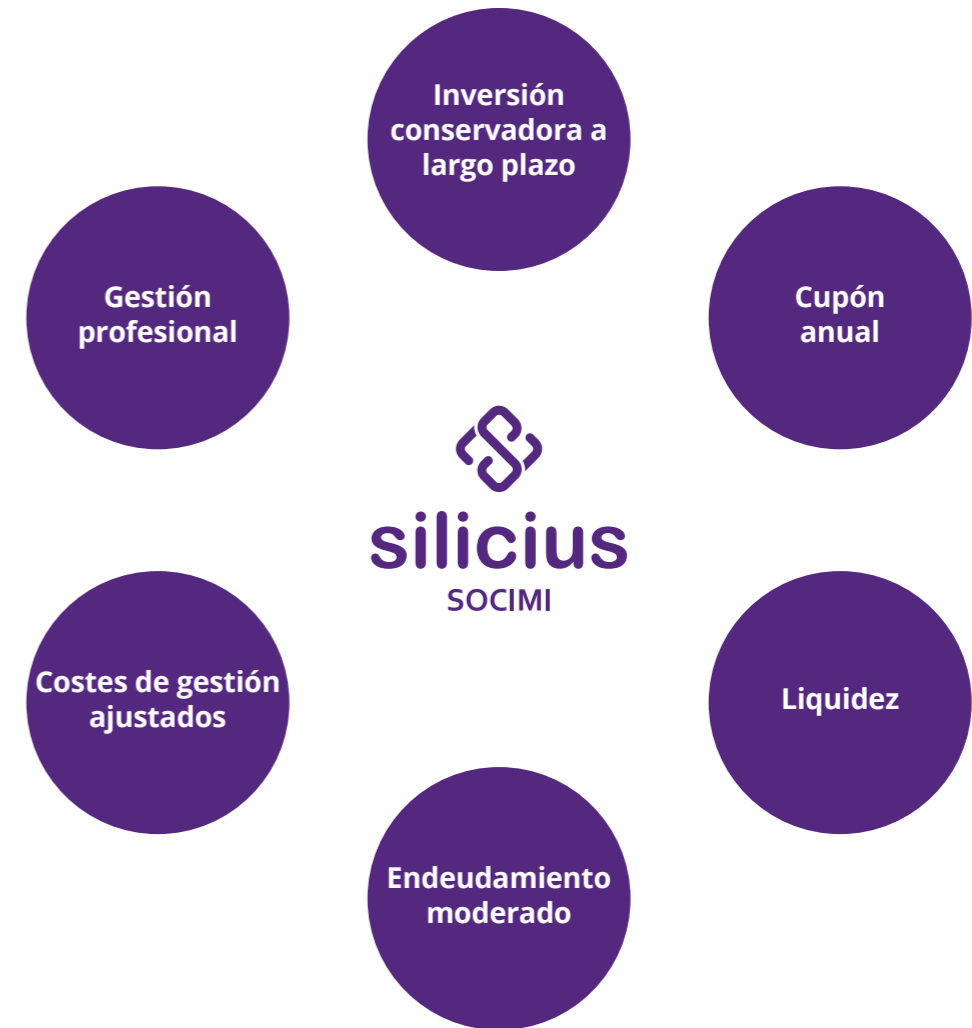 Inversión
conservadora a
largo plazo
Gestión
profesional
Cupón
anual
silicius
SOCIMI
Costes de gestión
ajustados
Liquidez
Endeudamiento
moderado